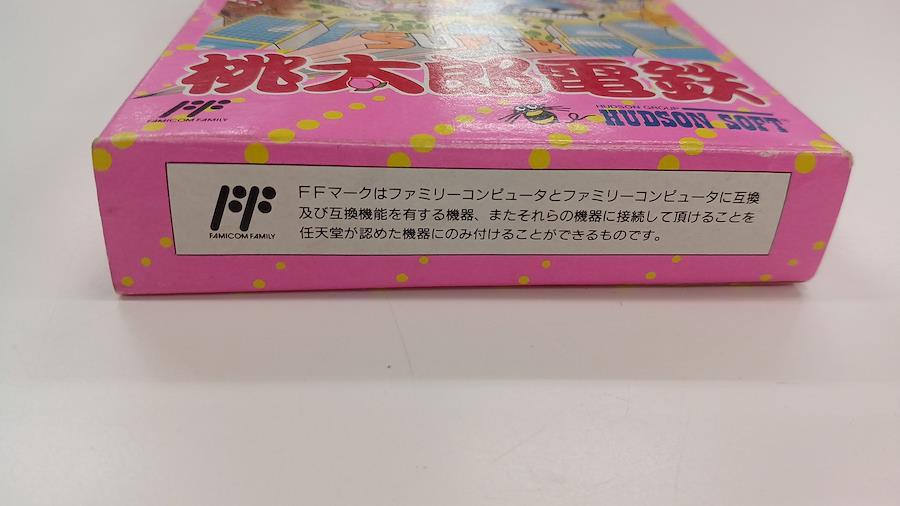 SUPER
桃太郎電鉄
FF
FAMICOM FAMILY
HUDSON GROUP
HUDSON SOFT
FF
FAMICOM FAMILY
FFマークはファミリーコンピュータとファミリーコンピュータに互換
及び互換機能を有する機器、またそれらの機器に接続して頂けることを
任天堂が認めた機器にのみ付けることができるものです。